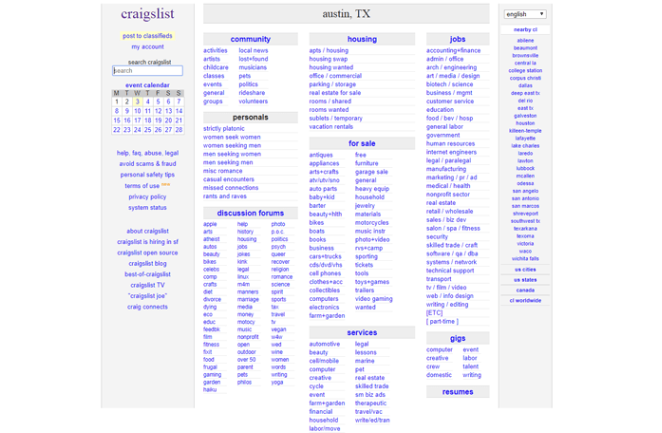 craigslist
post to classifieds
my account
search craigslist
search
event calendar
M T W T F S S
1 2 3 4 5 6 7
8 9 10 11 12 13 14
15 16 17 18 19 20 21
22 23 24 25 26 27 28
help, faq, abuse, legal
avoid scams & fraud
personal safety tips
terms of use new
privacy policy
system status
about craigslist
craigslist is hiring in sf
craigslist open source
craigslist blog
best-of-craigslist
craigslist TV
"craigslist joe"
craig connects
austin, TX
community
activities local news
artists lost+found
childcare musicians
classes pets
events politics
general rideshare
groups volunteers
personals
strictly platonic
women seek women
women seeking men
men seeking women
men seeking men
misc romance
casual encounters
missed connections
rants and raves
discussion forums
apple help photo
arts history p.o.c.
atheist housing politics
autos jobs psych
beauty jokes queer
bikes kink recover
celebs legal religion
comp linux romance
crafts m4m science
diet manners spirit
divorce marriage sports
dying media tax
eco money travel
educ motocy tv
feedbk music vegan
film nonprofit w4w
fitness open wed
fixit outdoor wine
food over 50 women
frugal parent words
gaming pets writing
garden philos yoga
haiku
housing
apts / housing
housing swap
housing wanted
office / commercial
parking / storage
real estate for sale
rooms / shared
rooms wanted
sublets / temporary
vacation rentals
for sale
antiques free
appliances furniture
arts+crafts garage sale
atv/utv/sno general
auto parts heavy equip
baby+kid household
barter jewelry
beauty+hlth materials
bikes motorcycles
boats music instr
books photo+video
business rvs+camp
cars+trucks sporting
cds/dvd/vhs tickets
cell phones tools
clothes+acc toys+games
collectibles trailers
computers video gaming
electronics wanted
farm+garden
services
automotive legal
beauty lessons
cell/mobile marine
computer pet
creative real estate
cycle skilled trade
event sm biz ads
farm+garden therapeutic
financial travel/vac
household write/ed/tran
labor/move
jobs
accounting+finance
admin / office
arch / engineering
art / media / design
biotech / science
business / mgmt
customer service
education
food / bev / hosp
general labor
government
human resources
internet engineers
legal / paralegal
manufacturing
marketing / pr / ad
medical / health
nonprofit sector
real estate
retail / wholesale
sales / biz dev
salon / spa / fitness
security
skilled trade / craft
software / qa / dba
systems / network
technical support
transport
tv / film / video
web / info design
writing / editing
[ETC]
[ part-time ]
gigs
computer event
creative labor
crew talent
domestic writing
resumes
english
nearby cl
abilene
beaumont
brownsville
central la
college station
corpus christi
dallas
deep east tx
del rio
east tx
galveston
houston
killeen-temple
lafayette
lake charles
laredo
lawton
lubbock
mcallen
odessa
san angelo
san antonio
san marcos
shreveport
southwest tx
texarkana
texoma
victoria
waco
wichita falls
us cities
us states
canada
cl worldwide